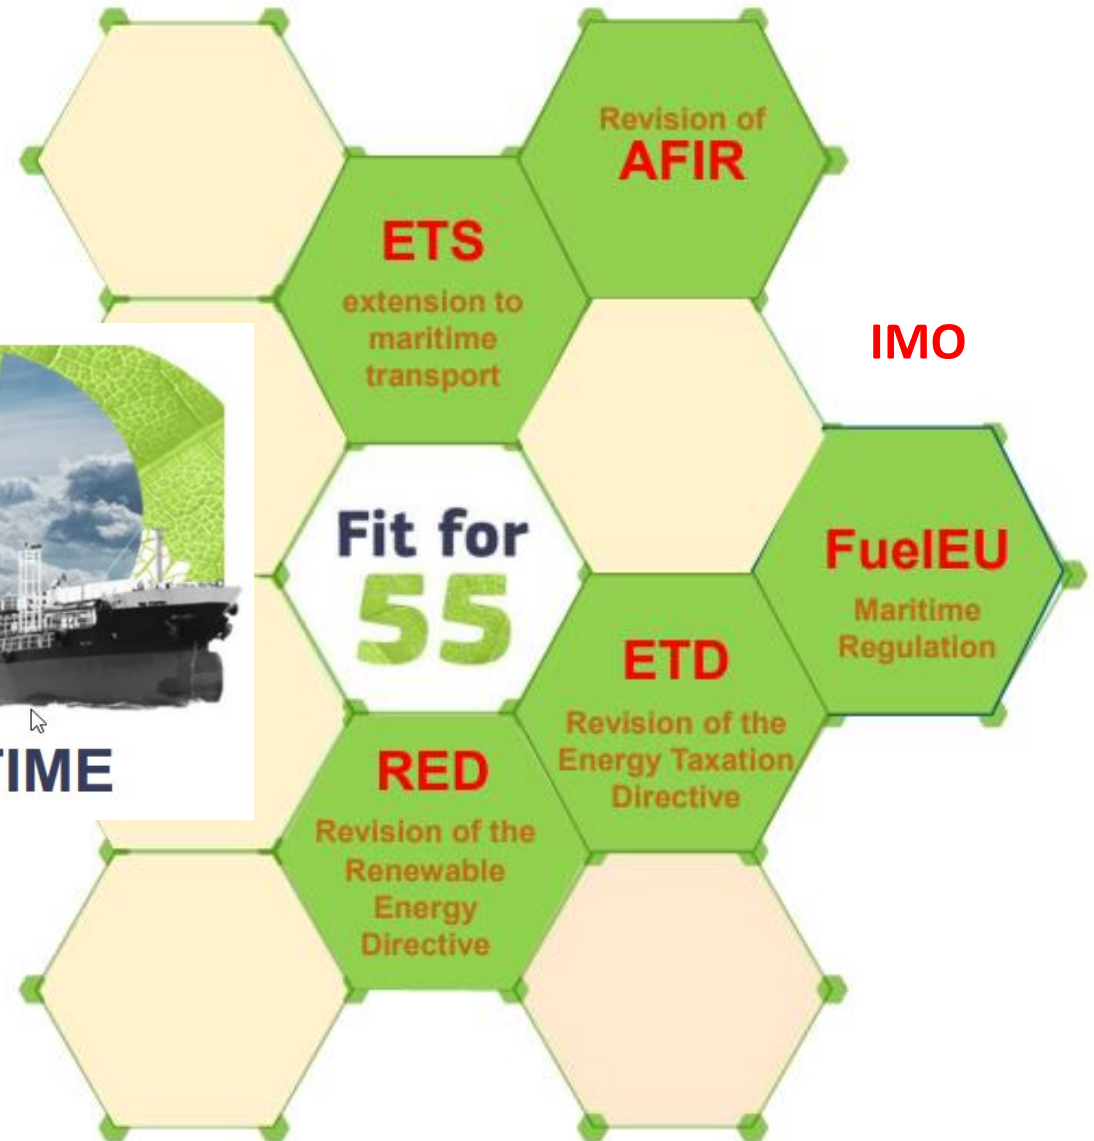 Revision of
AFIR
ETS
extension to
maritime
transport
IMO
Fit for
55
FuelEU
Maritime
Regulation
ETD
Revision of the
Energy Taxation
Directive
TIME
RED
Revision of the
Renewable
Energy
Directive